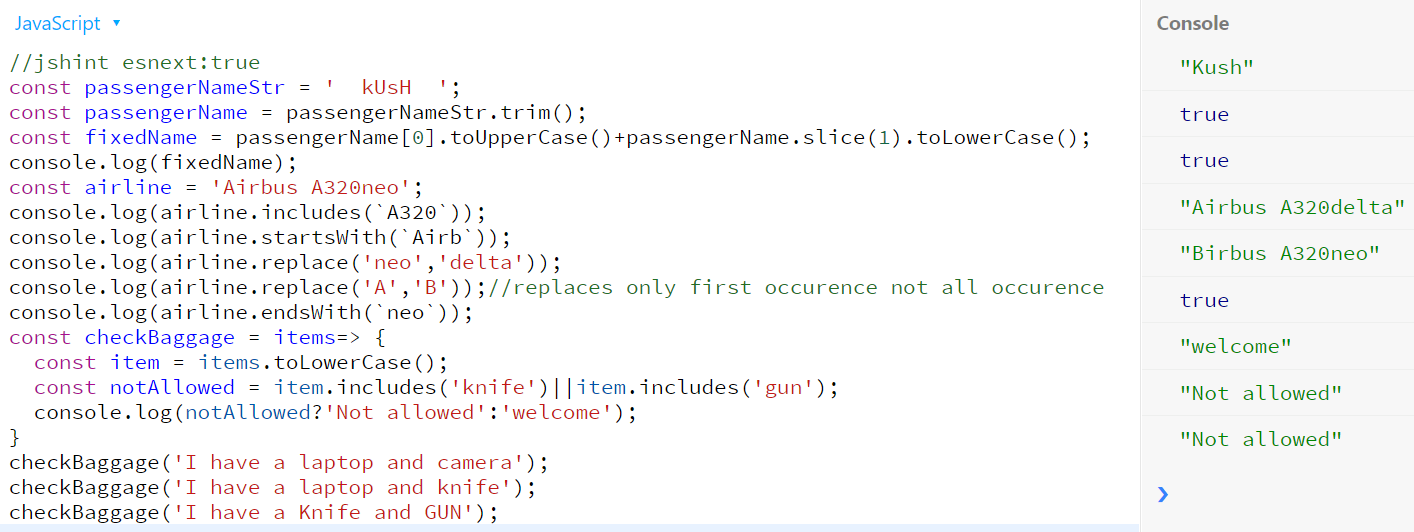 JavaScript ▼
//jshint esnext:true
const passengerNameStr = '  kUsH  ';
const passengerName = passengerNameStr.trim();
const fixedName = passengerName[0].toUpperCase()+passengerName.slice(1).toLowerCase();
console.log(fixedName);
const airline = 'Airbus A320neo';
console.log(airline.includes(`A320`));
console.log(airline.startsWith(`Airb`));
console.log(airline.replace('neo','delta'));
console.log(airline.replace('A','B'));//replaces only first occurence not all occurence
console.log(airline.endsWith(`neo`));
const checkBaggage = items=> {
  const item = items.toLowerCase();
  const notAllowed = item.includes('knife')||item.includes('gun');
  console.log(notAllowed?'Not allowed':'welcome');
}
checkBaggage('I have a laptop and camera');
checkBaggage('I have a laptop and knife');
checkBaggage('I have a Knife and GUN');
Console
"Kush"
true
true
"Airbus A320delta"
"Birbus A320neo"
true
"welcome"
"Not allowed"
"Not allowed"
❯